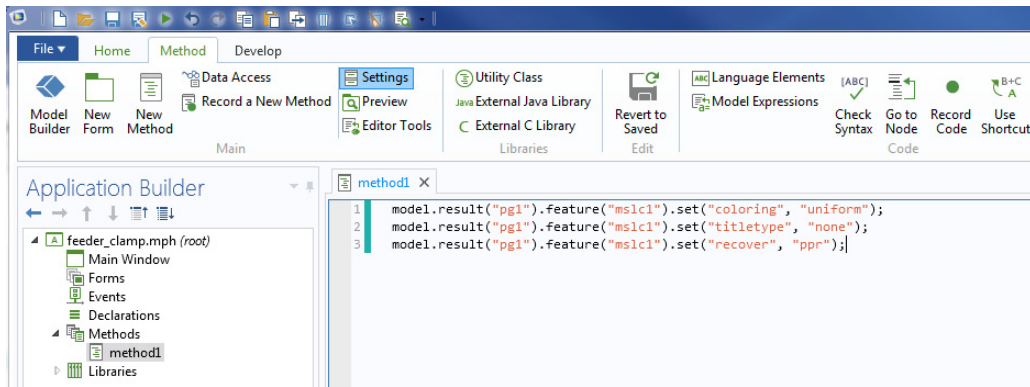 File
Home
Method
Develop
Model Builder
New Form
New Method
Data Access
Record a New Method
Settings
Preview
Editor Tools
Main
Utility Class
Java External Java Library
External C Library
Libraries
Revert to Saved
Edit
ABC Language Elements
Model Expressions
[ABC]
Check Syntax
Go to Node
Record Code
B+C
A
Use Shortcut
Code
Application Builder
feeder_clamp.mph (root)
Main Window
Forms
Events
Declarations
Methods
method1
Libraries
method1
1 model.result("pg1").feature("mslc1").set("coloring", "uniform");
2 model.result("pg1").feature("mslc1").set("titletype", "none");
3 model.result("pg1").feature("mslc1").set("recover", "ppr");